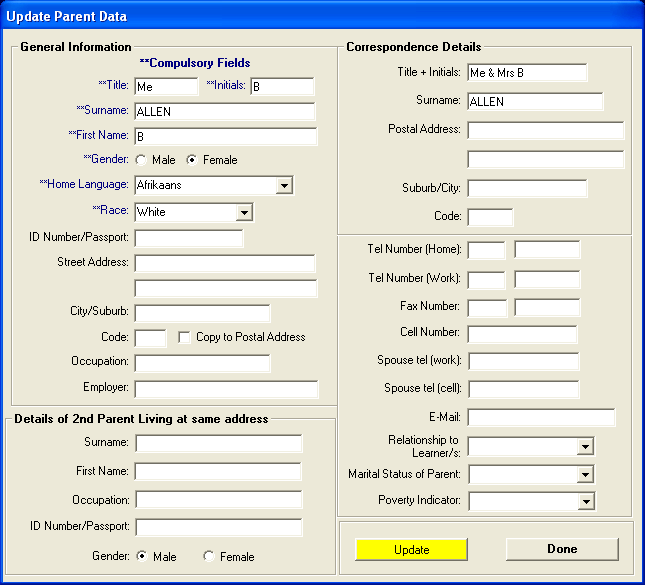 Update Parent Data
General Information
**Compulsory Fields
**Title: Me **Initials: B
**Surname: ALLEN
**First Name: B
**Gender: Male Female
**Home Language: Afrikaans
**Race: White
ID Number/Passport:
Street Address:
City/Suburb:
Code: Copy to Postal Address
Occupation:
Employer:
Details of 2nd Parent Living at same address
Surname:
First Name:
Occupation:
ID Number/Passport:
Gender: Male Female
Correspondence Details
Title + Initials: Me & Mrs B
Surname: ALLEN
Postal Address:
Suburb/City:
Code:
Tel Number (Home):
Tel Number (Work):
Fax Number:
Cell Number:
Spouse tel (work):
Spouse tel (cell):
E-Mail:
Relationship to
Learner/s:
Marital Status of Parent:
Poverty Indicator:
Update Done